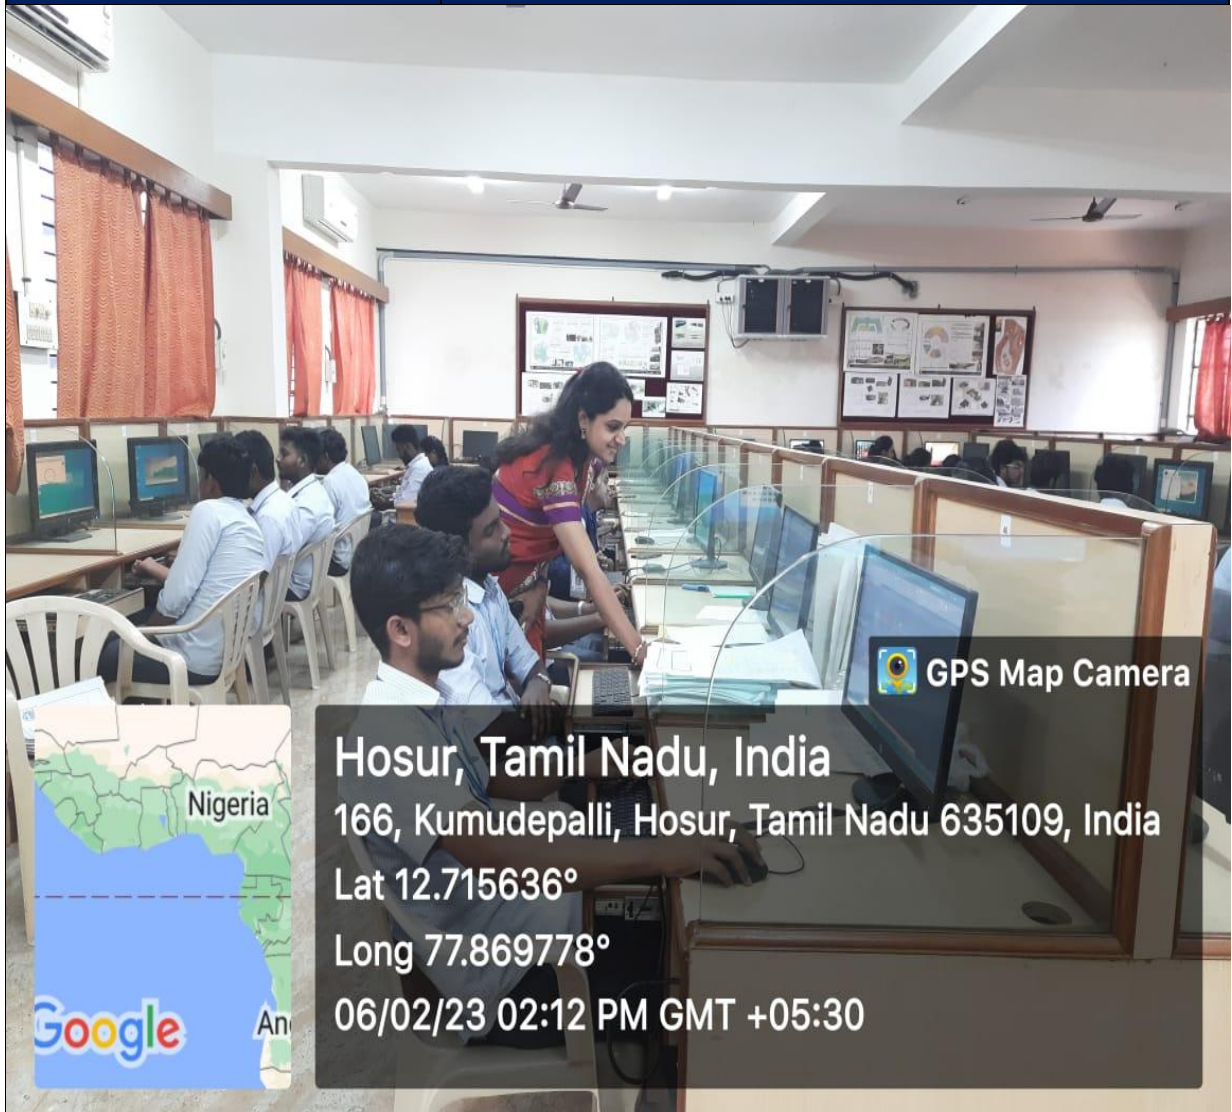 GPS Map Camera
Hosur, Tamil Nadu, India
166, Kumudepalli, Hosur, Tamil Nadu 635109, India
Lat 12.715636°
Long 77.869778°
06/02/23 02:12 PM GMT +05:30
Nigeria
Google